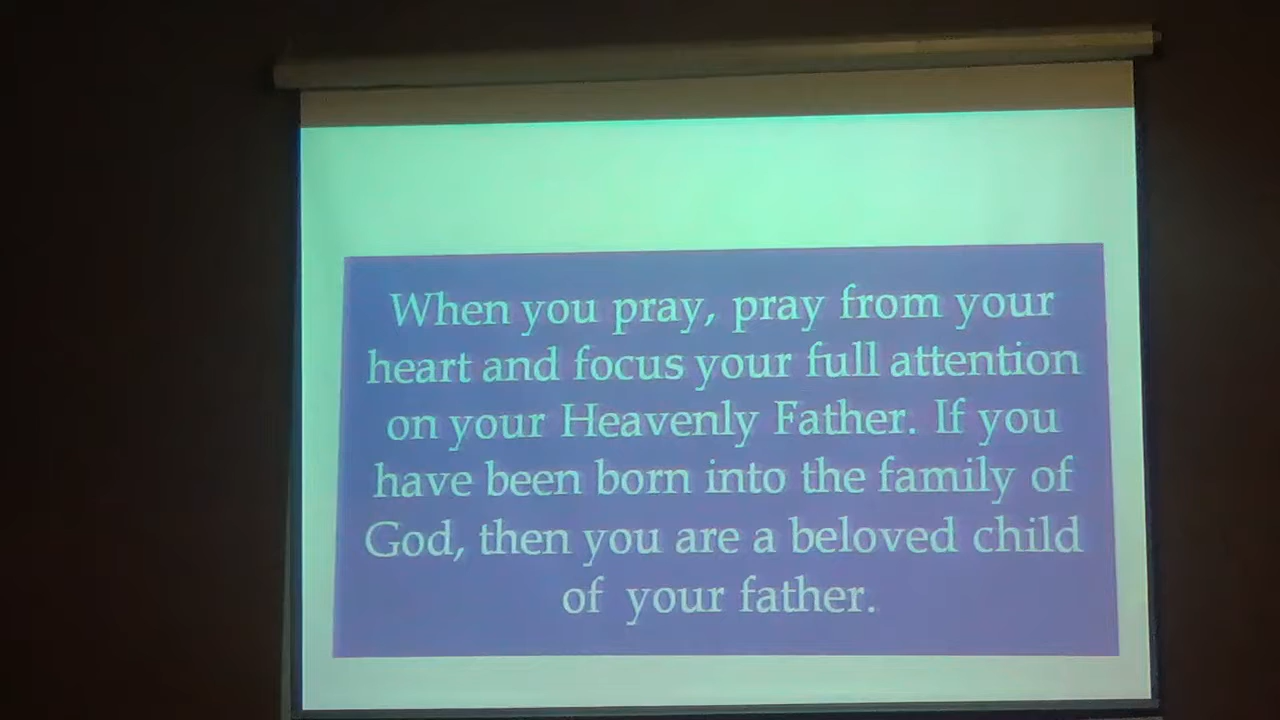 When you pray, pray from your
heart and focus your full attention
on your Heavenly Father. If you
have been born into the family of
God, then you are a beloved child
of your father.